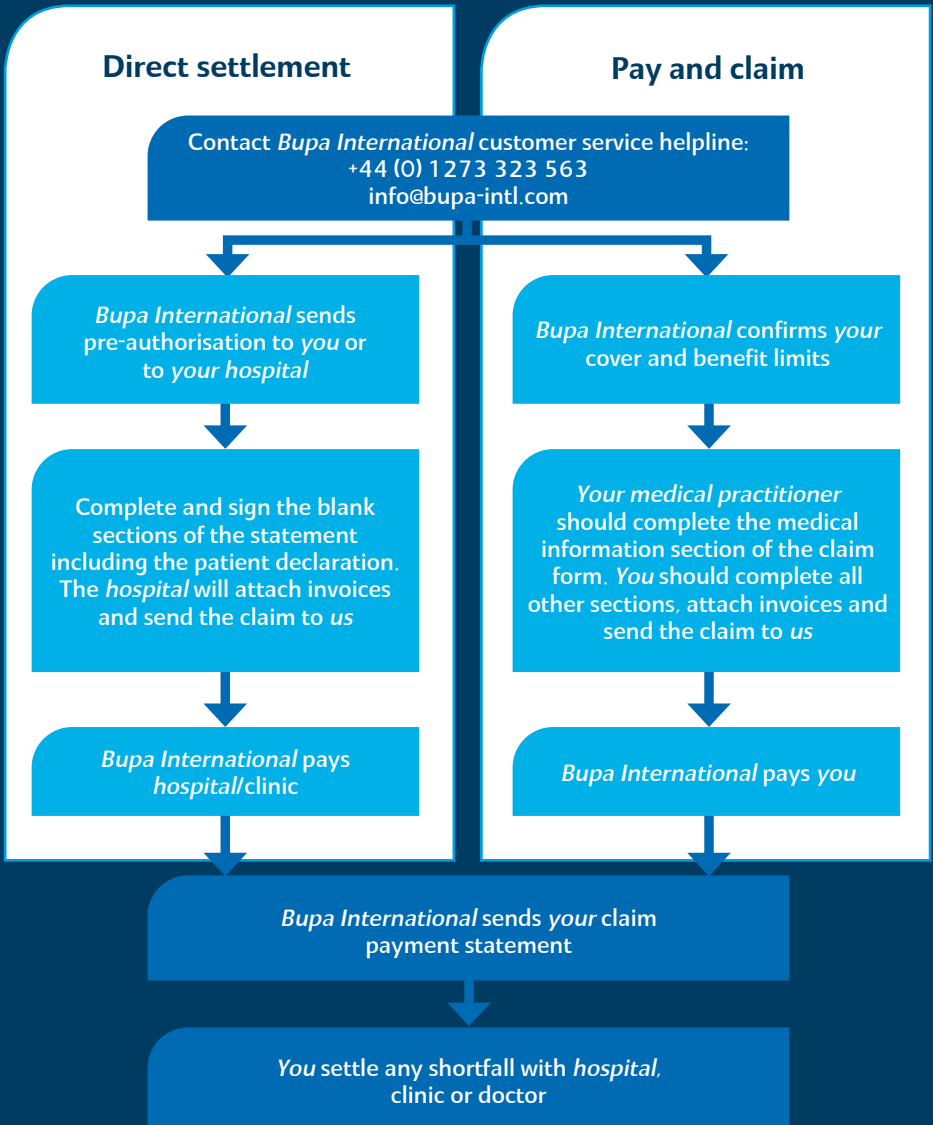 Direct settlement
Pay and claim
Contact Bupa International customer service helpline:
+44 (0) 1273 323 563
info@bupa-intl.com
Bupa International sends
pre-authorisation to you or
to your hospital
Complete and sign the blank
sections of the statement
including the patient declaration.
The hospital will attach invoices
and send the claim to us
Bupa International pays
hospital/clinic
Bupa International confirms your
cover and benefit limits
Your medical practitioner
should complete the medical
information section of the claim
form. You should complete all
other sections, attach invoices and
send the claim to us
Bupa International pays you
Bupa International sends your claim
payment statement
You settle any shortfall with hospital,
clinic or doctor